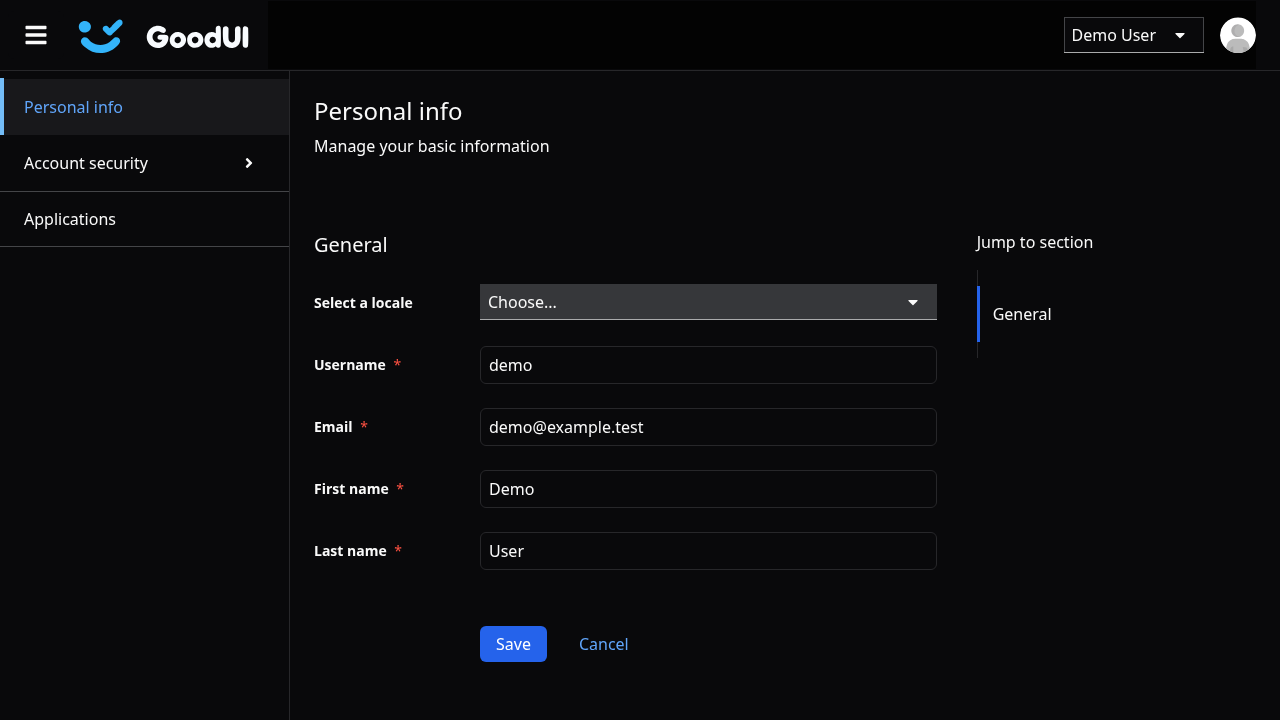 GoodUI
Demo User
Personal info
Account security
Applications
Personal info
Manage your basic information
General
Select a locale
Choose...
Username *
demo
Email *
demo@example.test
First name *
Demo
Last name *
User
Save
Cancel
Jump to section
General